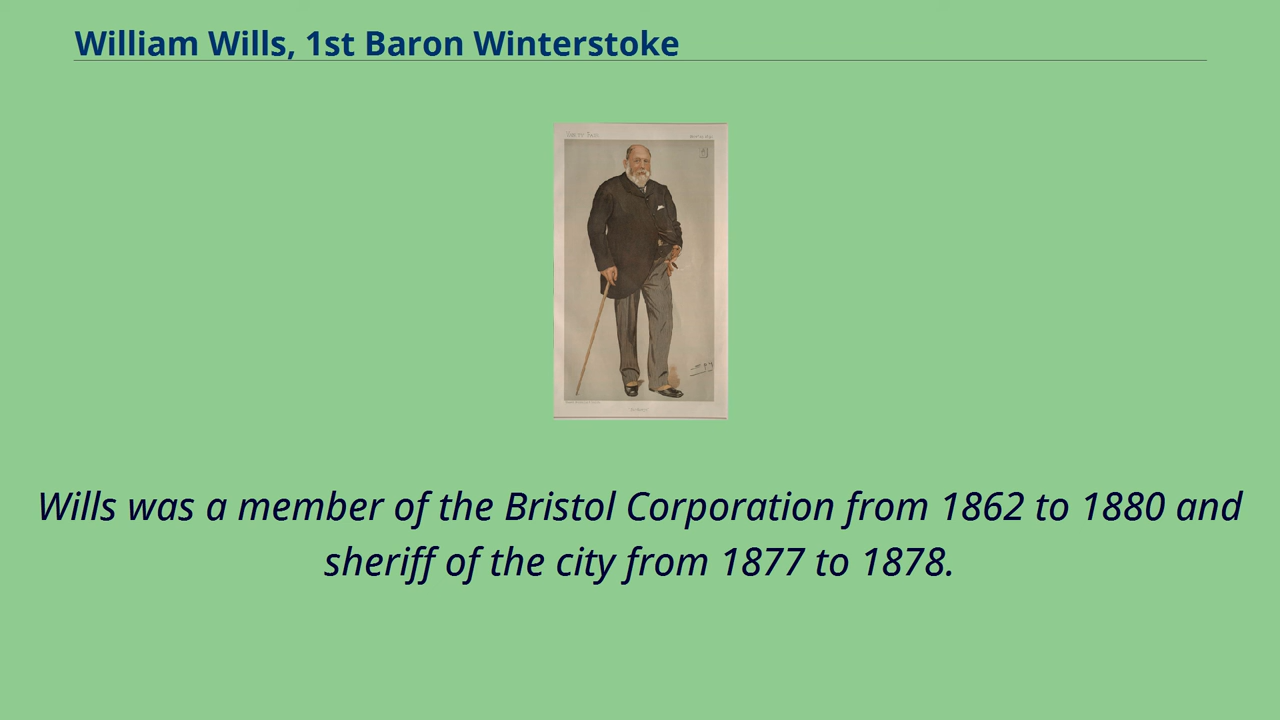 William Wills, 1st Baron Winterstoke
Wills was a member of the Bristol Corporation from 1862 to 1880 and
sheriff of the city from 1877 to 1878.